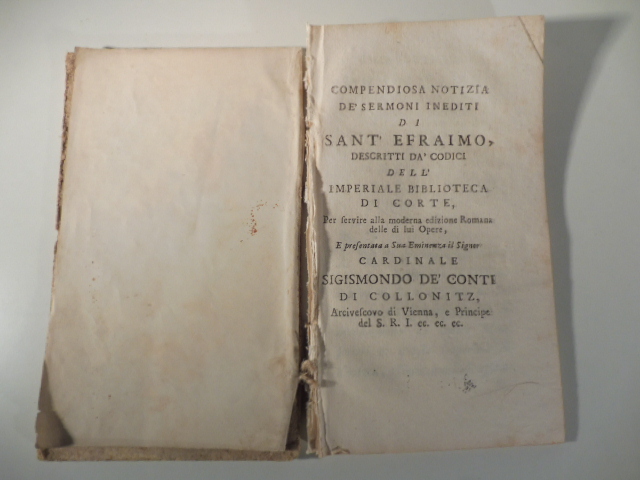 COMPENDIOSA NOTIZIA
DE' SERMONI INEDITI
DI
SANT' EFRAIMO,
DESCRITTI DA' CODICI
DELL'
IMPERIALE BIBLIOTECA
DI CORTE,
Per ſervire alla moderna edizione Romana
delle di lui Opere,
E preſentata a Sua Eminenza il Signor
CARDINALE
SIGISMONDO DE' CONTI
DI COLLONITZ,
Arciveſcovo di Vienna, e Principe
del S. R. I. ec. ec. ec.